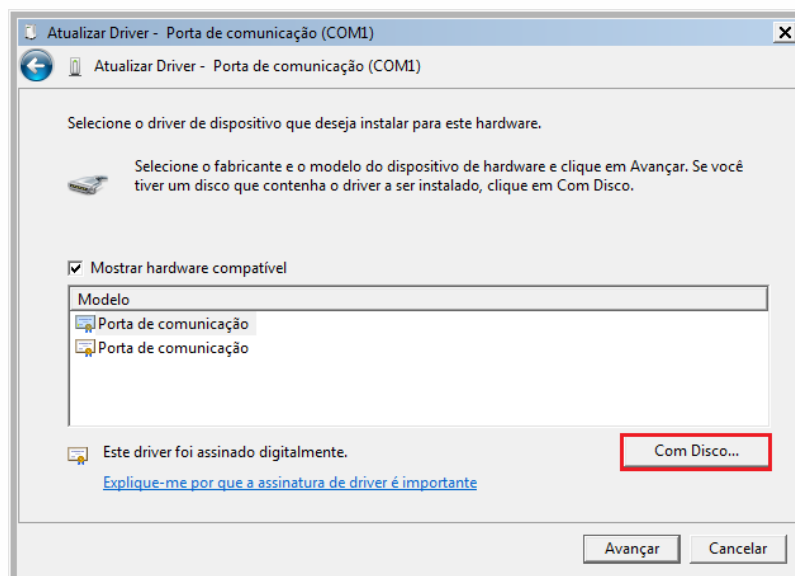 Atualizar Driver - Porta de comunicação (COM1)
Atualizar Driver - Porta de comunicação (COM1)
Selecione o driver de dispositivo que deseja instalar para este hardware.
Selecione o fabricante e o modelo do dispositivo de hardware e clique em Avançar. Se você
tiver um disco que contenha o driver a ser instalado, clique em Com Disco.
Mostrar hardware compatível
Modelo
Porta de comunicação
Porta de comunicação
Este driver foi assinado digitalmente.
Com Disco...
Explique-me por que a assinatura de driver é importante
Avançar
Cancelar